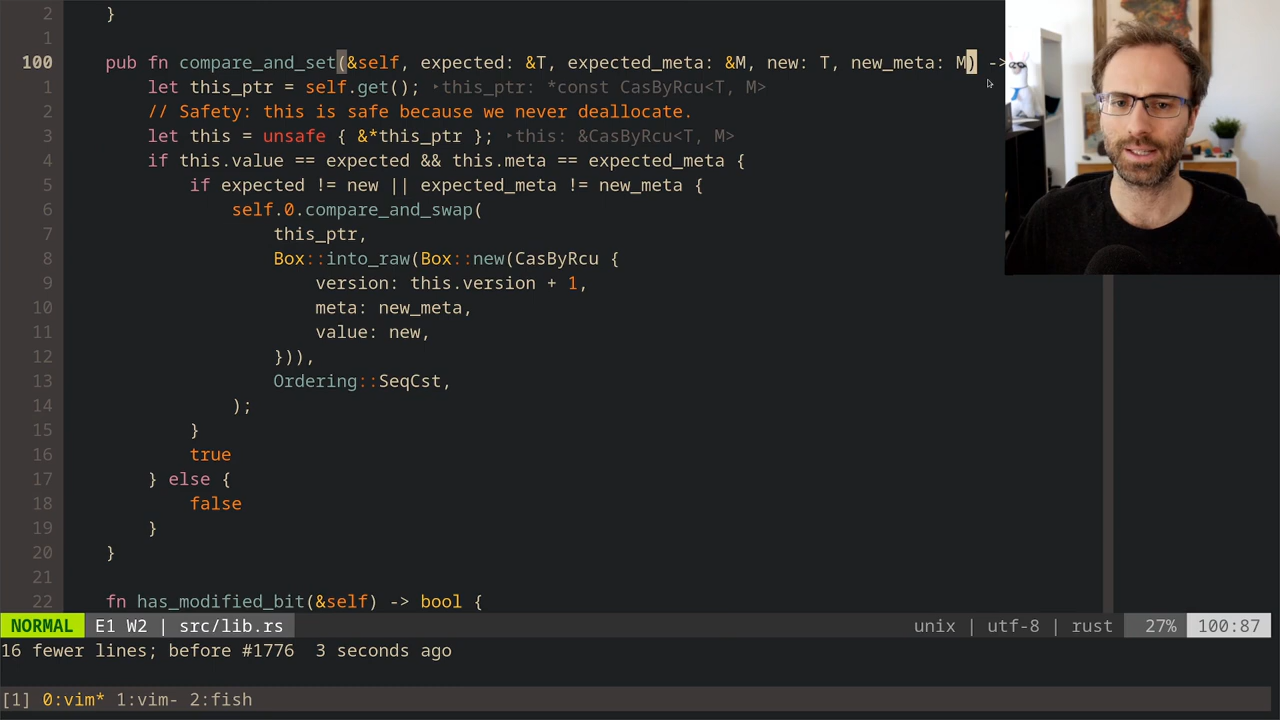 2 }
1
100 pub fn compare_and_set(&self, expected: &T, expected_meta: &M, new: T, new_meta: M) ->
1 let this_ptr = self.get(); ‣this_ptr: *const CasByRcu<T, M>
2 // Safety: this is safe because we never deallocate.
3 let this = unsafe { &*this_ptr }; ‣this: &CasByRcu<T, M>
4 if this.value == expected && this.meta == expected_meta {
5 if expected != new || expected_meta != new_meta {
6 self.0.compare_and_swap(
7 this_ptr,
8 Box::into_raw(Box::new(CasByRcu {
9 version: this.version + 1,
10 meta: new_meta,
11 value: new,
12 })),
13 Ordering::SeqCst,
14 );
15 }
16 true
17 } else {
18 false
19 }
20 }
21
22 fn has_modified_bit(&self) -> bool {
NORMAL E1 W2 | src/lib.rs unix | utf-8 | rust 27% 100:87
16 fewer lines; before #1776 3 seconds ago
[1] 0:vim* 1:vim- 2:fish